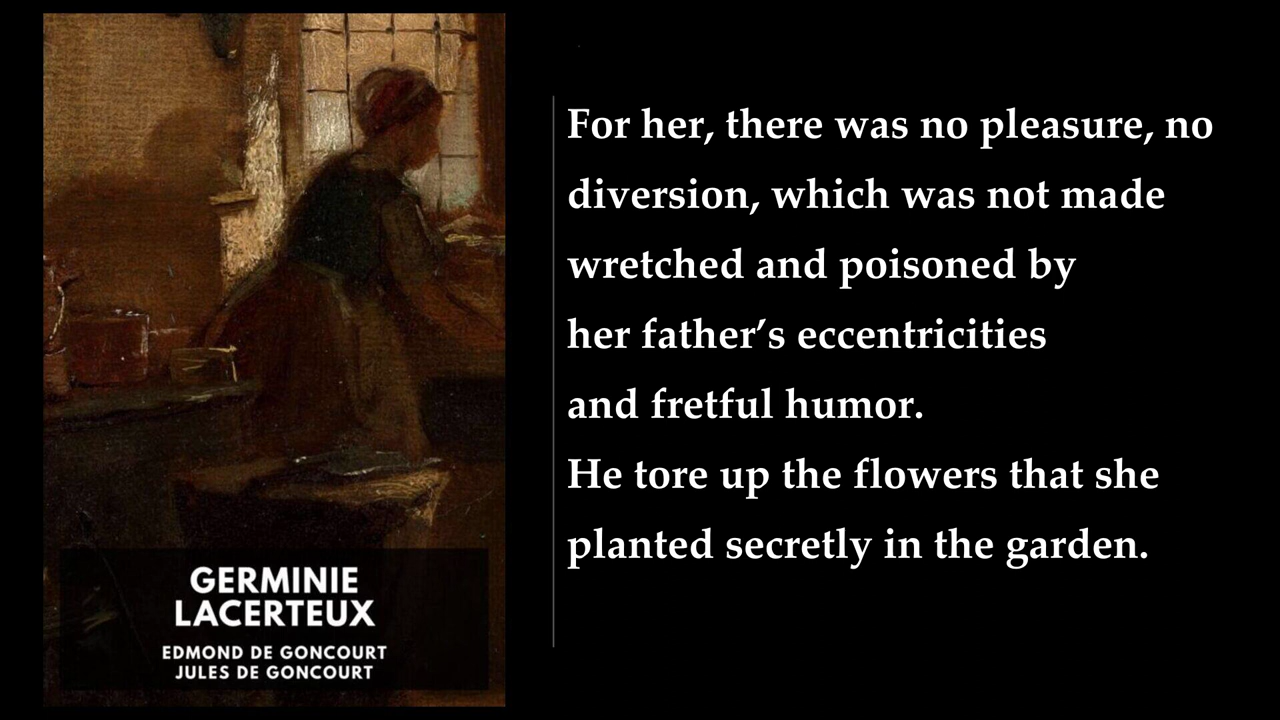 For her, there was no pleasure, no
diversion, which was not made
wretched and poisoned by
her father’s eccentricities
and fretful humor.
He tore up the flowers that she
planted secretly in the garden.
GERMINIE
LACERTEUX
EDMOND DE GONCOURT
JULES DE GONCOURT